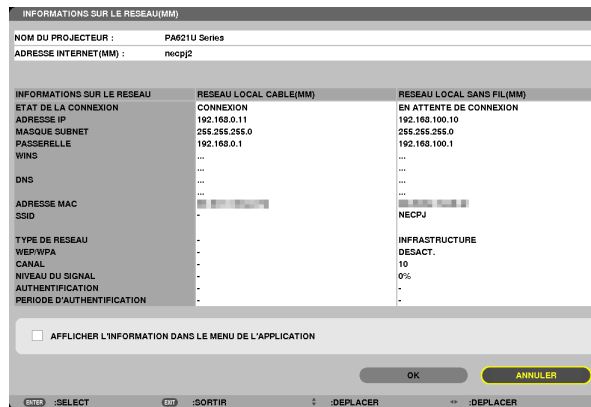 INFORMATIONS SUR LE RESEAU(MM)
NOM DU PROJECTEUR : PA621U Series
ADRESSE INTERNET(MM) : necpj2
INFORMATIONS SUR LE RESEAU RESEAU LOCAL CABLE(MM) RESEAU LOCAL SANS FIL(MM)
ETAT DE LA CONNEXION CONNEXION EN ATTENTE DE CONNEXION
ADRESSE IP 192.168.0.11 192.168.100.10
MASQUE SUBNET 255.255.255.0 255.255.255.0
PASSERELLE 192.168.0.1 192.168.100.1
WINS ... ...
... ...
DNS ... ...
... ...
ADRESSE MAC
SSID - NECPJ
TYPE DE RESEAU - INFRASTRUCTURE
WEP/WPA - DESACT.
CANAL - 10
NIVEAU DU SIGNAL - 0%
AUTHENTIFICATION - -
PERIODE D'AUTHENTIFICATION - -
AFFICHER L'INFORMATION DANS LE MENU DE L'APPLICATION
OK ANNULER
ENTER :SELECT EXIT :SORTIR :DEPLACER :DEPLACER